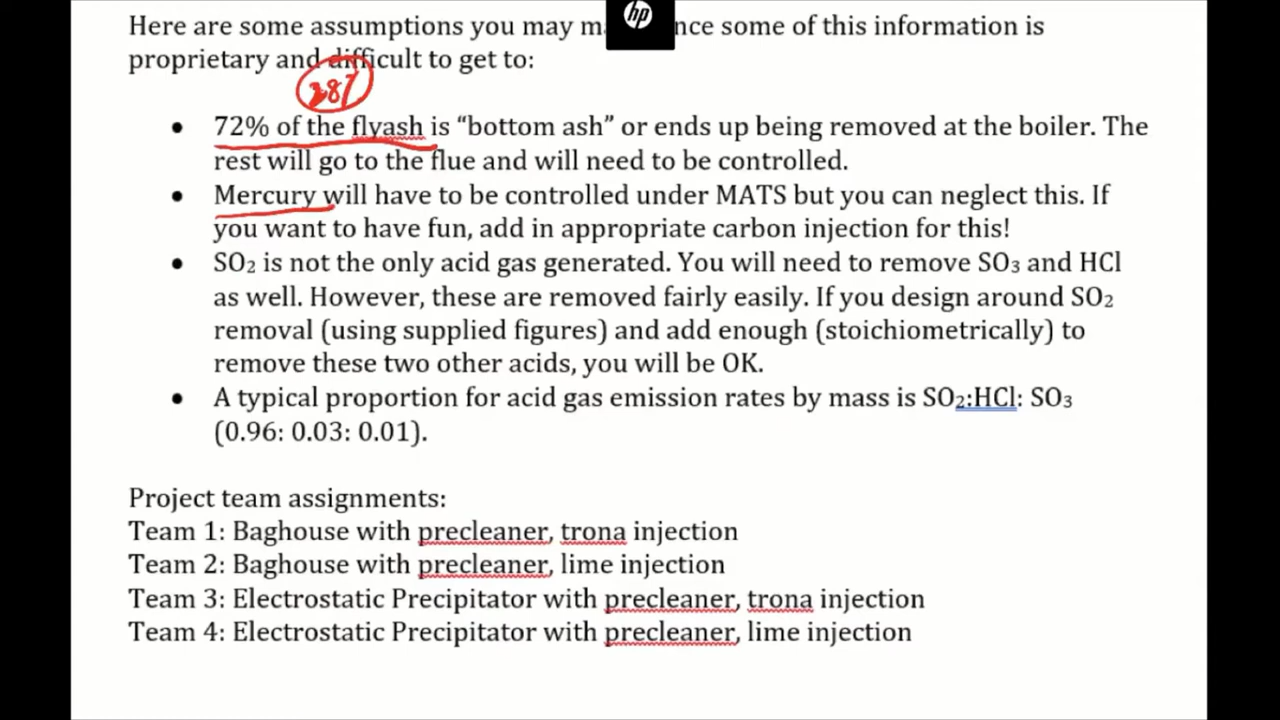 Here are some assumptions you may m nce some of this information is
proprietary and difficult to get to:
hp
28%
• 72% of the flyash is “bottom ash” or ends up being removed at the boiler. The
rest will go to the flue and will need to be controlled.
• Mercury will have to be controlled under MATS but you can neglect this. If
you want to have fun, add in appropriate carbon injection for this!
• SO₂ is not the only acid gas generated. You will need to remove SO₃ and HCl
as well. However, these are removed fairly easily. If you design around SO₂
removal (using supplied figures) and add enough (stoichiometrically) to
remove these two other acids, you will be OK.
• A typical proportion for acid gas emission rates by mass is SO₂:HCl: SO₃
(0.96: 0.03: 0.01).
Project team assignments:
Team 1: Baghouse with precleaner, trona injection
Team 2: Baghouse with precleaner, lime injection
Team 3: Electrostatic Precipitator with precleaner, trona injection
Team 4: Electrostatic Precipitator with precleaner, lime injection